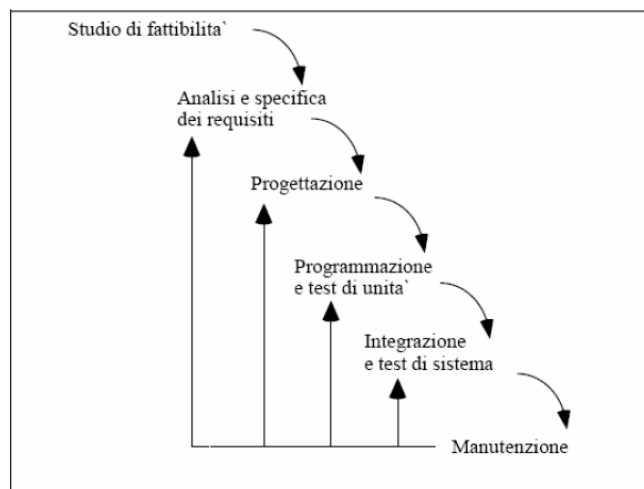 Studio di fattibilita`
Analisi e specifica
dei requisiti
Progettazione
Programmazione
e test di unita`
Integrazione
e test di sistema
Manutenzione